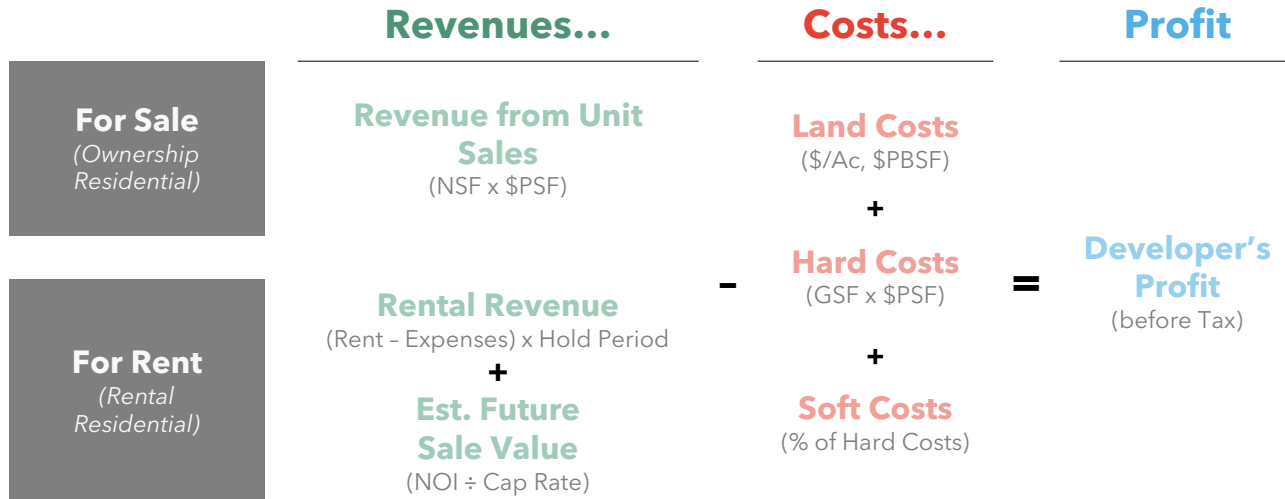 Revenues...
Costs...
Profit
For Sale
(Ownership
Residential)
Revenue from Unit
Sales
(NSF x $PSF)
For Rent
(Rental
Residential)
Rental Revenue
(Rent – Expenses) x Hold Period
+
Est. Future
Sale Value
(NOI ÷ Cap Rate)
-
Land Costs
($/Ac, $PBSF)
+
Hard Costs
(GSF x $PSF)
+
Soft Costs
(% of Hard Costs)
=
Developer’s
Profit
(before Tax)